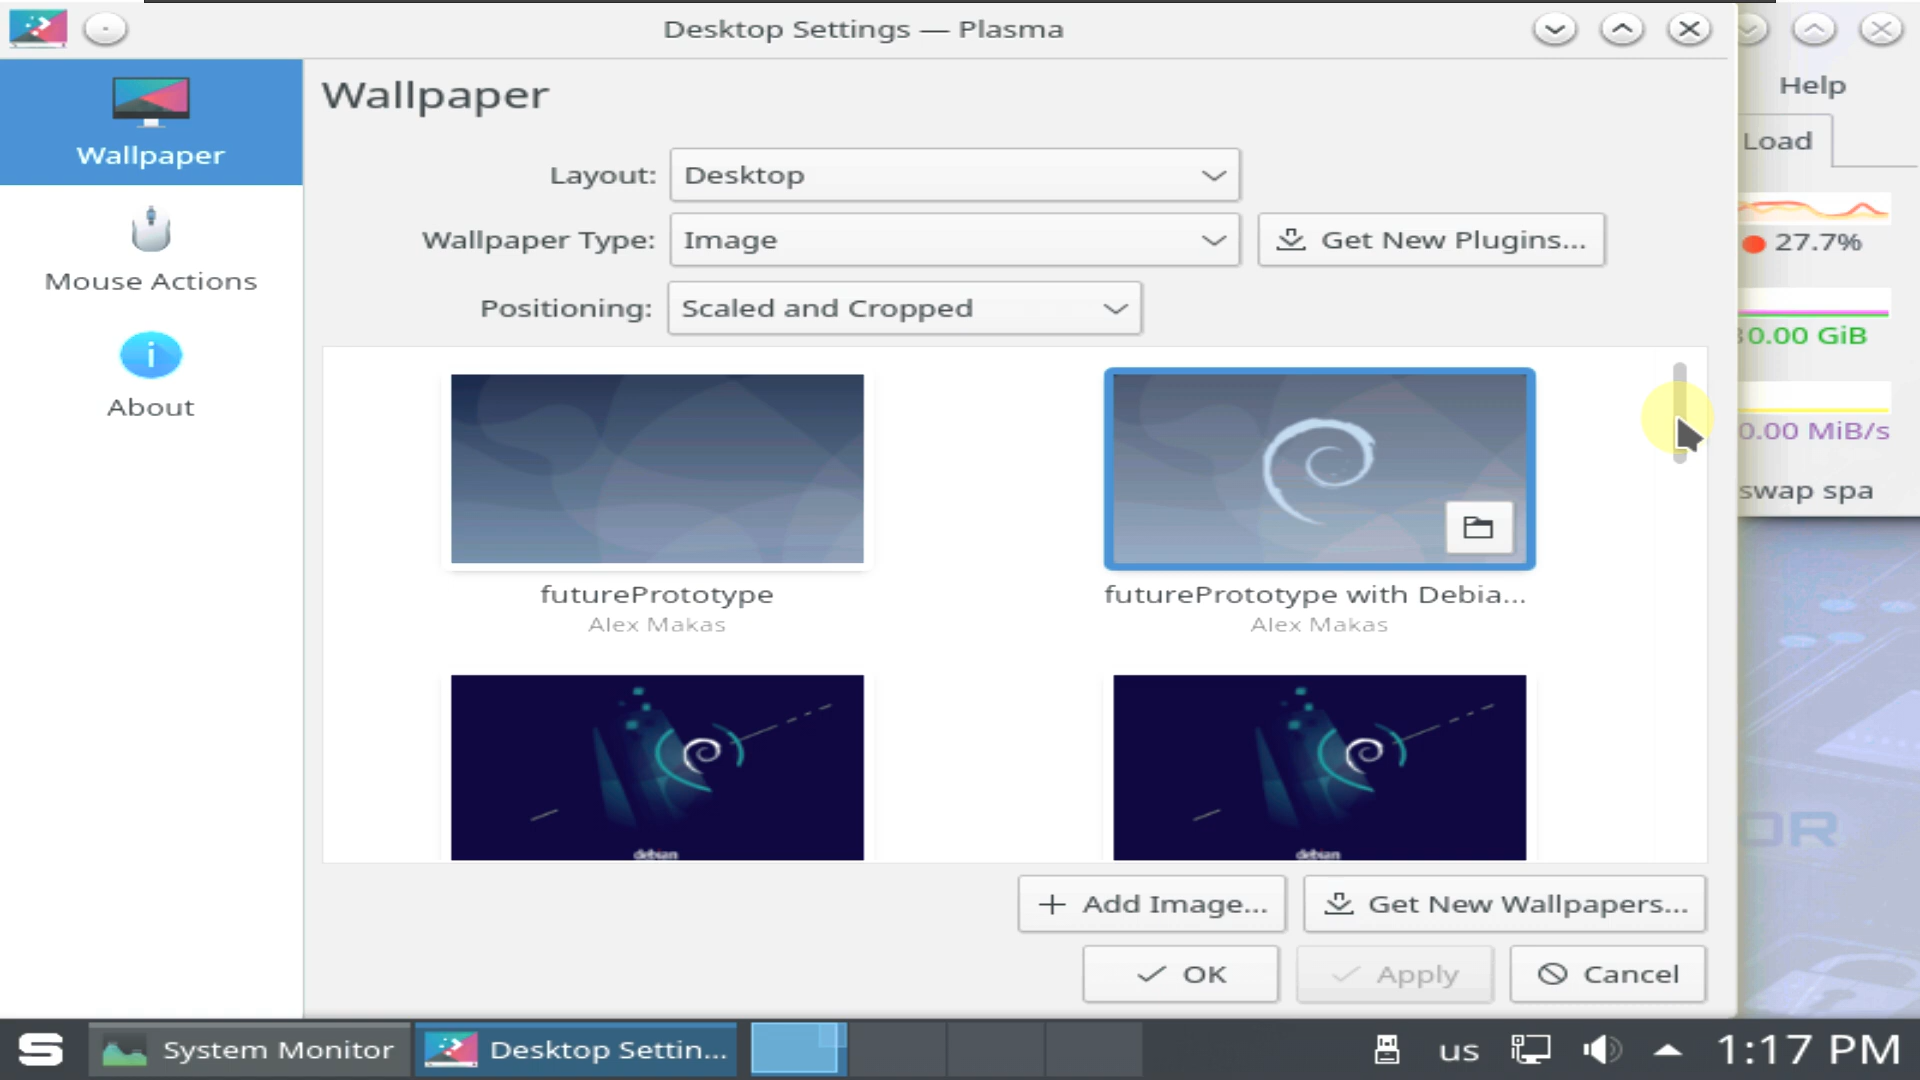 Desktop Settings — Plasma
Help
Wallpaper
Load
Wallpaper
Layout:
Desktop
Wallpaper Type:
Image
Get New Plugins...
27.7%
Mouse Actions
Positioning:
Scaled and Cropped
0.00 GiB
About
0.00 MiB/s
swap spa
futurePrototype
Alex Makas
futurePrototype with Debia...
Alex Makas
OR
debian
debian
Add Image...
Get New Wallpapers...
OK
Apply
Cancel
S
System Monitor
Desktop Settin...
us
1:17 PM